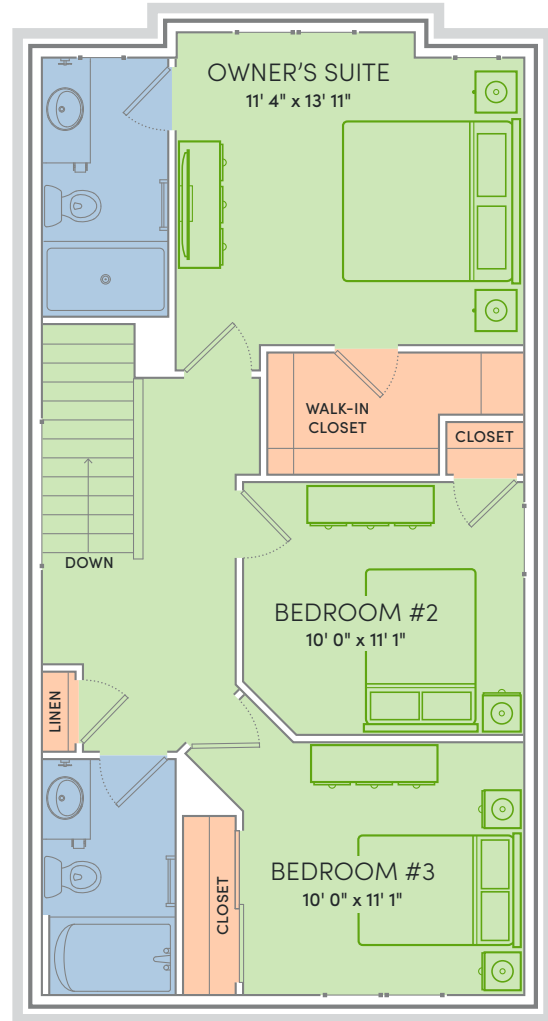 OWNER'S SUITE
11' 4" x 13' 11"
WALK-IN
CLOSET
CLOSET
DOWN
BEDROOM #2
10' 0" x 11' 1"
LINEN
BEDROOM #3
10' 0" x 11' 1"
CLOSET